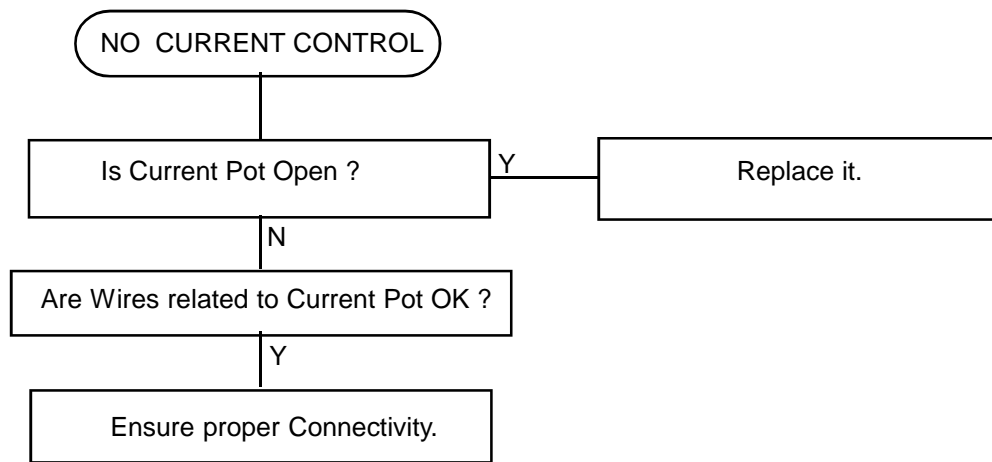 NO CURRENT CONTROL
Is Current Pot Open ?
Y
Replace it.
N
Are Wires related to Current Pot OK ?
Y
Ensure proper Connectivity.